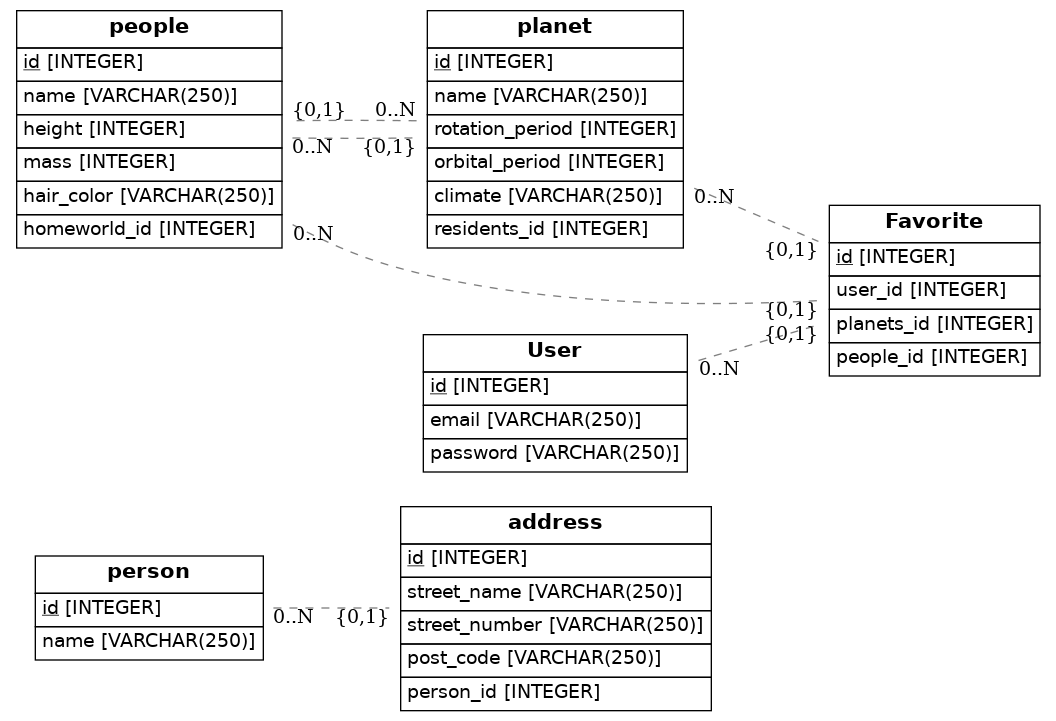 people
id [INTEGER]
name [VARCHAR(250)]
height [INTEGER]
mass [INTEGER]
hair_color [VARCHAR(250)]
homeworld_id [INTEGER]
{0,1}
0..N
0..N
{0,1}
planet
id [INTEGER]
name [VARCHAR(250)]
rotation_period [INTEGER]
orbital_period [INTEGER]
climate [VARCHAR(250)]
residents_id [INTEGER]
0..N
{0,1}
0..N
{0,1}
{0,1}
0..N
Favorite
id [INTEGER]
user_id [INTEGER]
planets_id [INTEGER]
people_id [INTEGER]
User
id [INTEGER]
email [VARCHAR(250)]
password [VARCHAR(250)]
person
id [INTEGER]
name [VARCHAR(250)]
0..N
{0,1}
address
id [INTEGER]
street_name [VARCHAR(250)]
street_number [VARCHAR(250)]
post_code [VARCHAR(250)]
person_id [INTEGER]